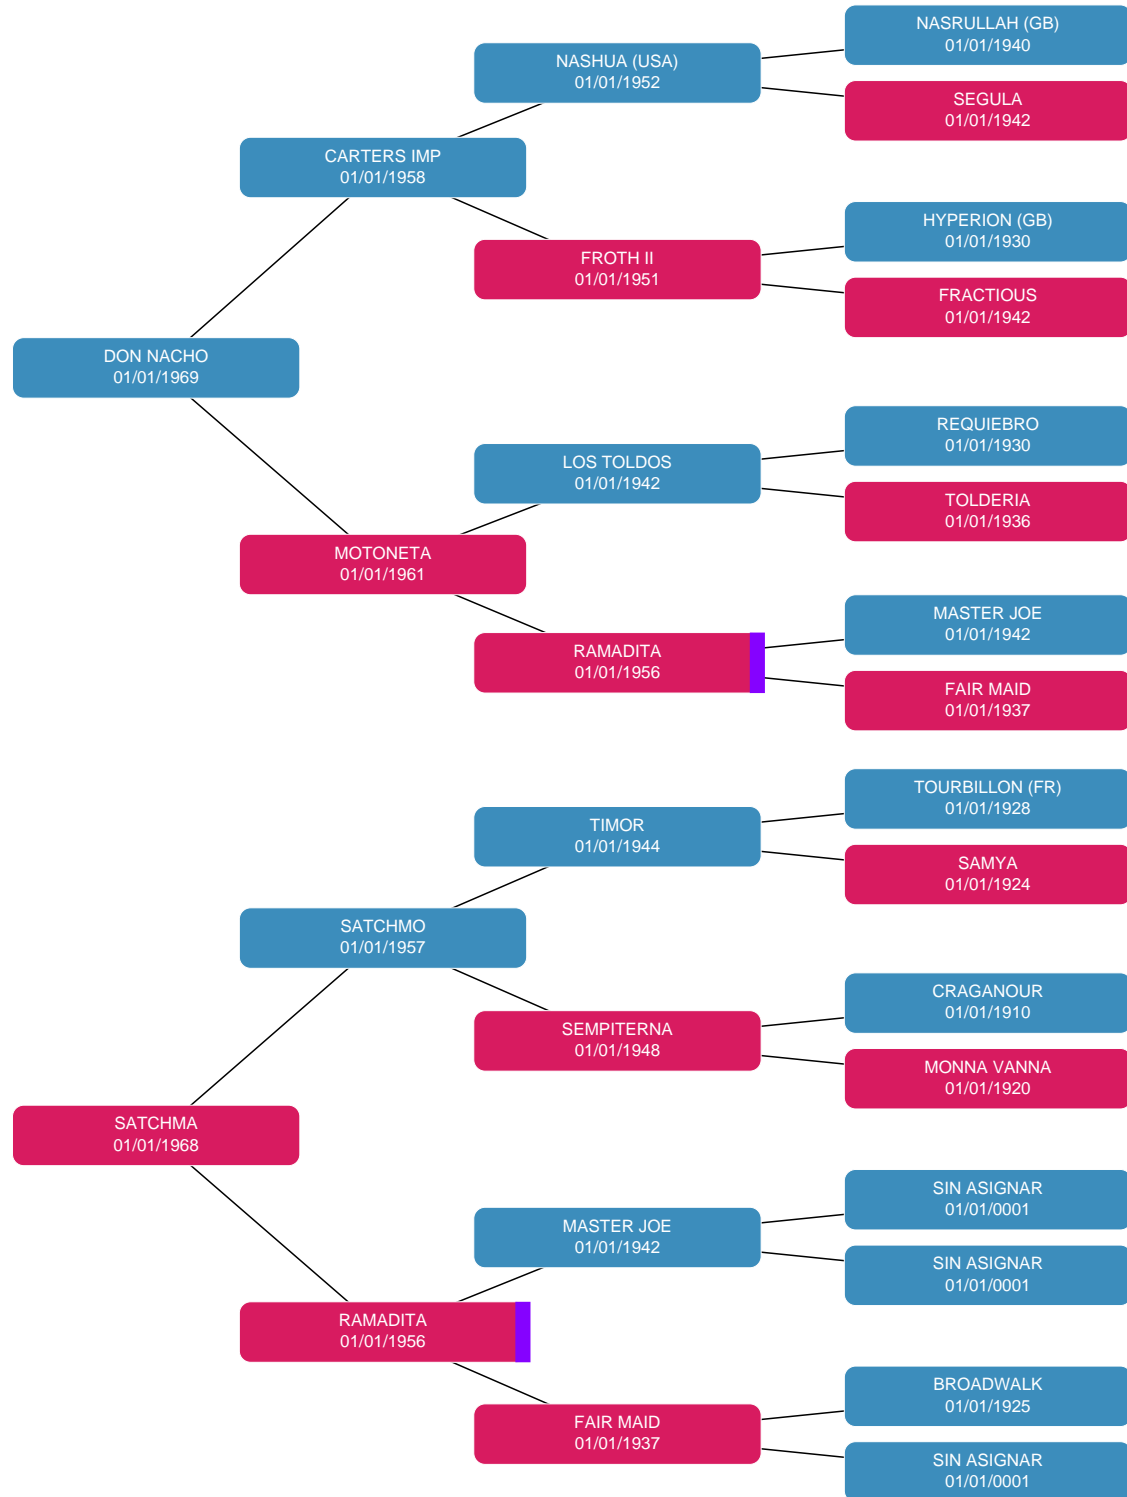 NASRULLAH (GB)
01/01/1940
NASHUA (USA)
01/01/1952
SEGULA
01/01/1942
CARTERS IMP
01/01/1958
HYPERION (GB)
01/01/1930
FROTH II
01/01/1951
FRACTIOUS
01/01/1942
DON NACHO
01/01/1969
REQUIEBRO
01/01/1930
LOS TOLDOS
01/01/1942
TOLDERIA
01/01/1936
MOTONETA
01/01/1961
MASTER JOE
01/01/1942
RAMADITA
01/01/1956
FAIR MAID
01/01/1937
TOURBILLON (FR)
01/01/1928
TIMOR
01/01/1944
SAMYA
01/01/1924
SATCHMO
01/01/1957
CRAGANOUR
01/01/1910
SEMPITERNA
01/01/1948
MONNA VANNA
01/01/1920
SATCHMA
01/01/1968
SIN ASIGNAR
01/01/0001
MASTER JOE
01/01/1942
SIN ASIGNAR
01/01/0001
RAMADITA
01/01/1956
BROADWALK
01/01/1925
FAIR MAID
01/01/1937
SIN ASIGNAR
01/01/0001